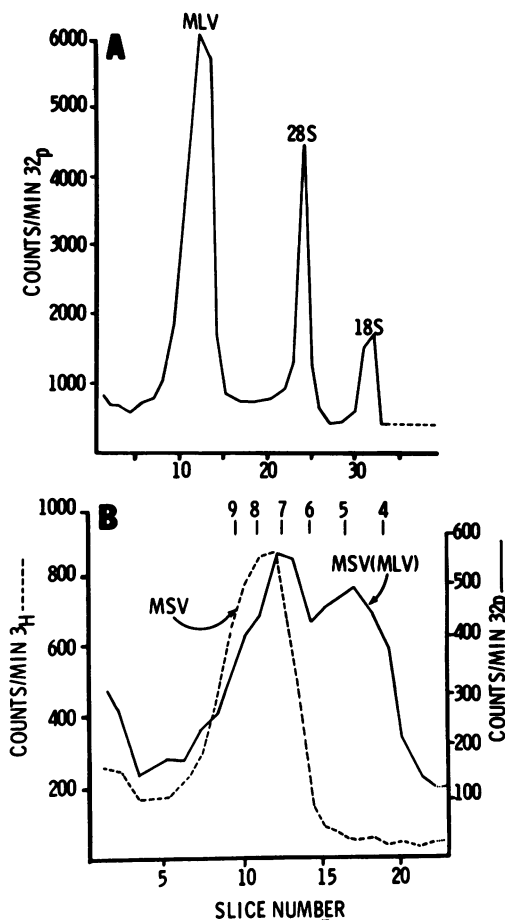 A
MLV
28S
18S
COUNTS/MIN 32p
6000
5000
4000
3000
2000
1000
10 20 30
B
9 8 7 6 5 4
MSV
MSV(MLV)
COUNTS/MIN 3H
1000
800
600
400
200
COUNTS/MIN 32p
600
500
400
300
200
100
5 10 15 20
SLICE NUMBER